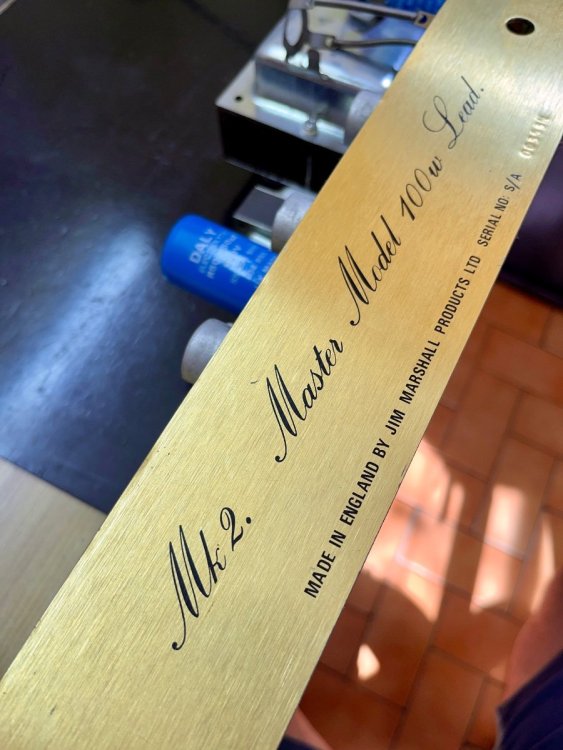 Mk 2. Master Model 100w Lead.
MADE IN ENGLAND BY JIM MARSHALL PRODUCTS LTD SERIAL NO: S/A
DALY